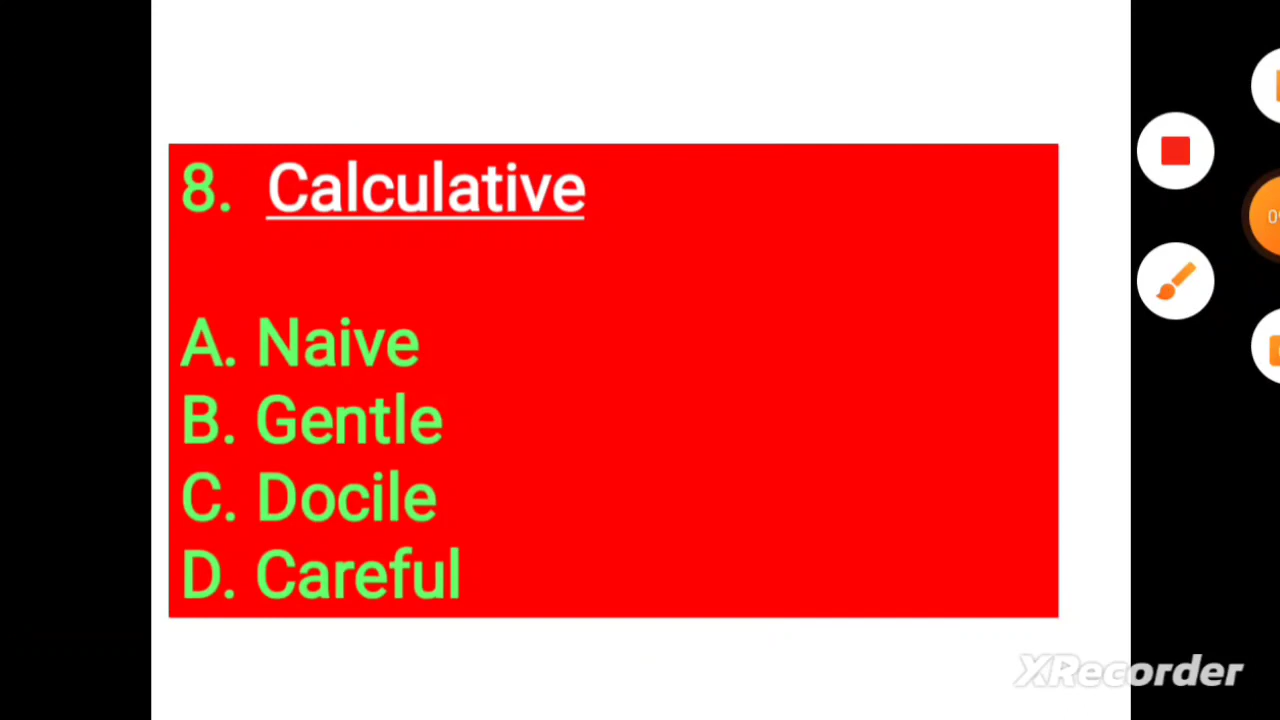 8. Calculative
A. Naive
B. Gentle
C. Docile
D. Careful
XRecorder